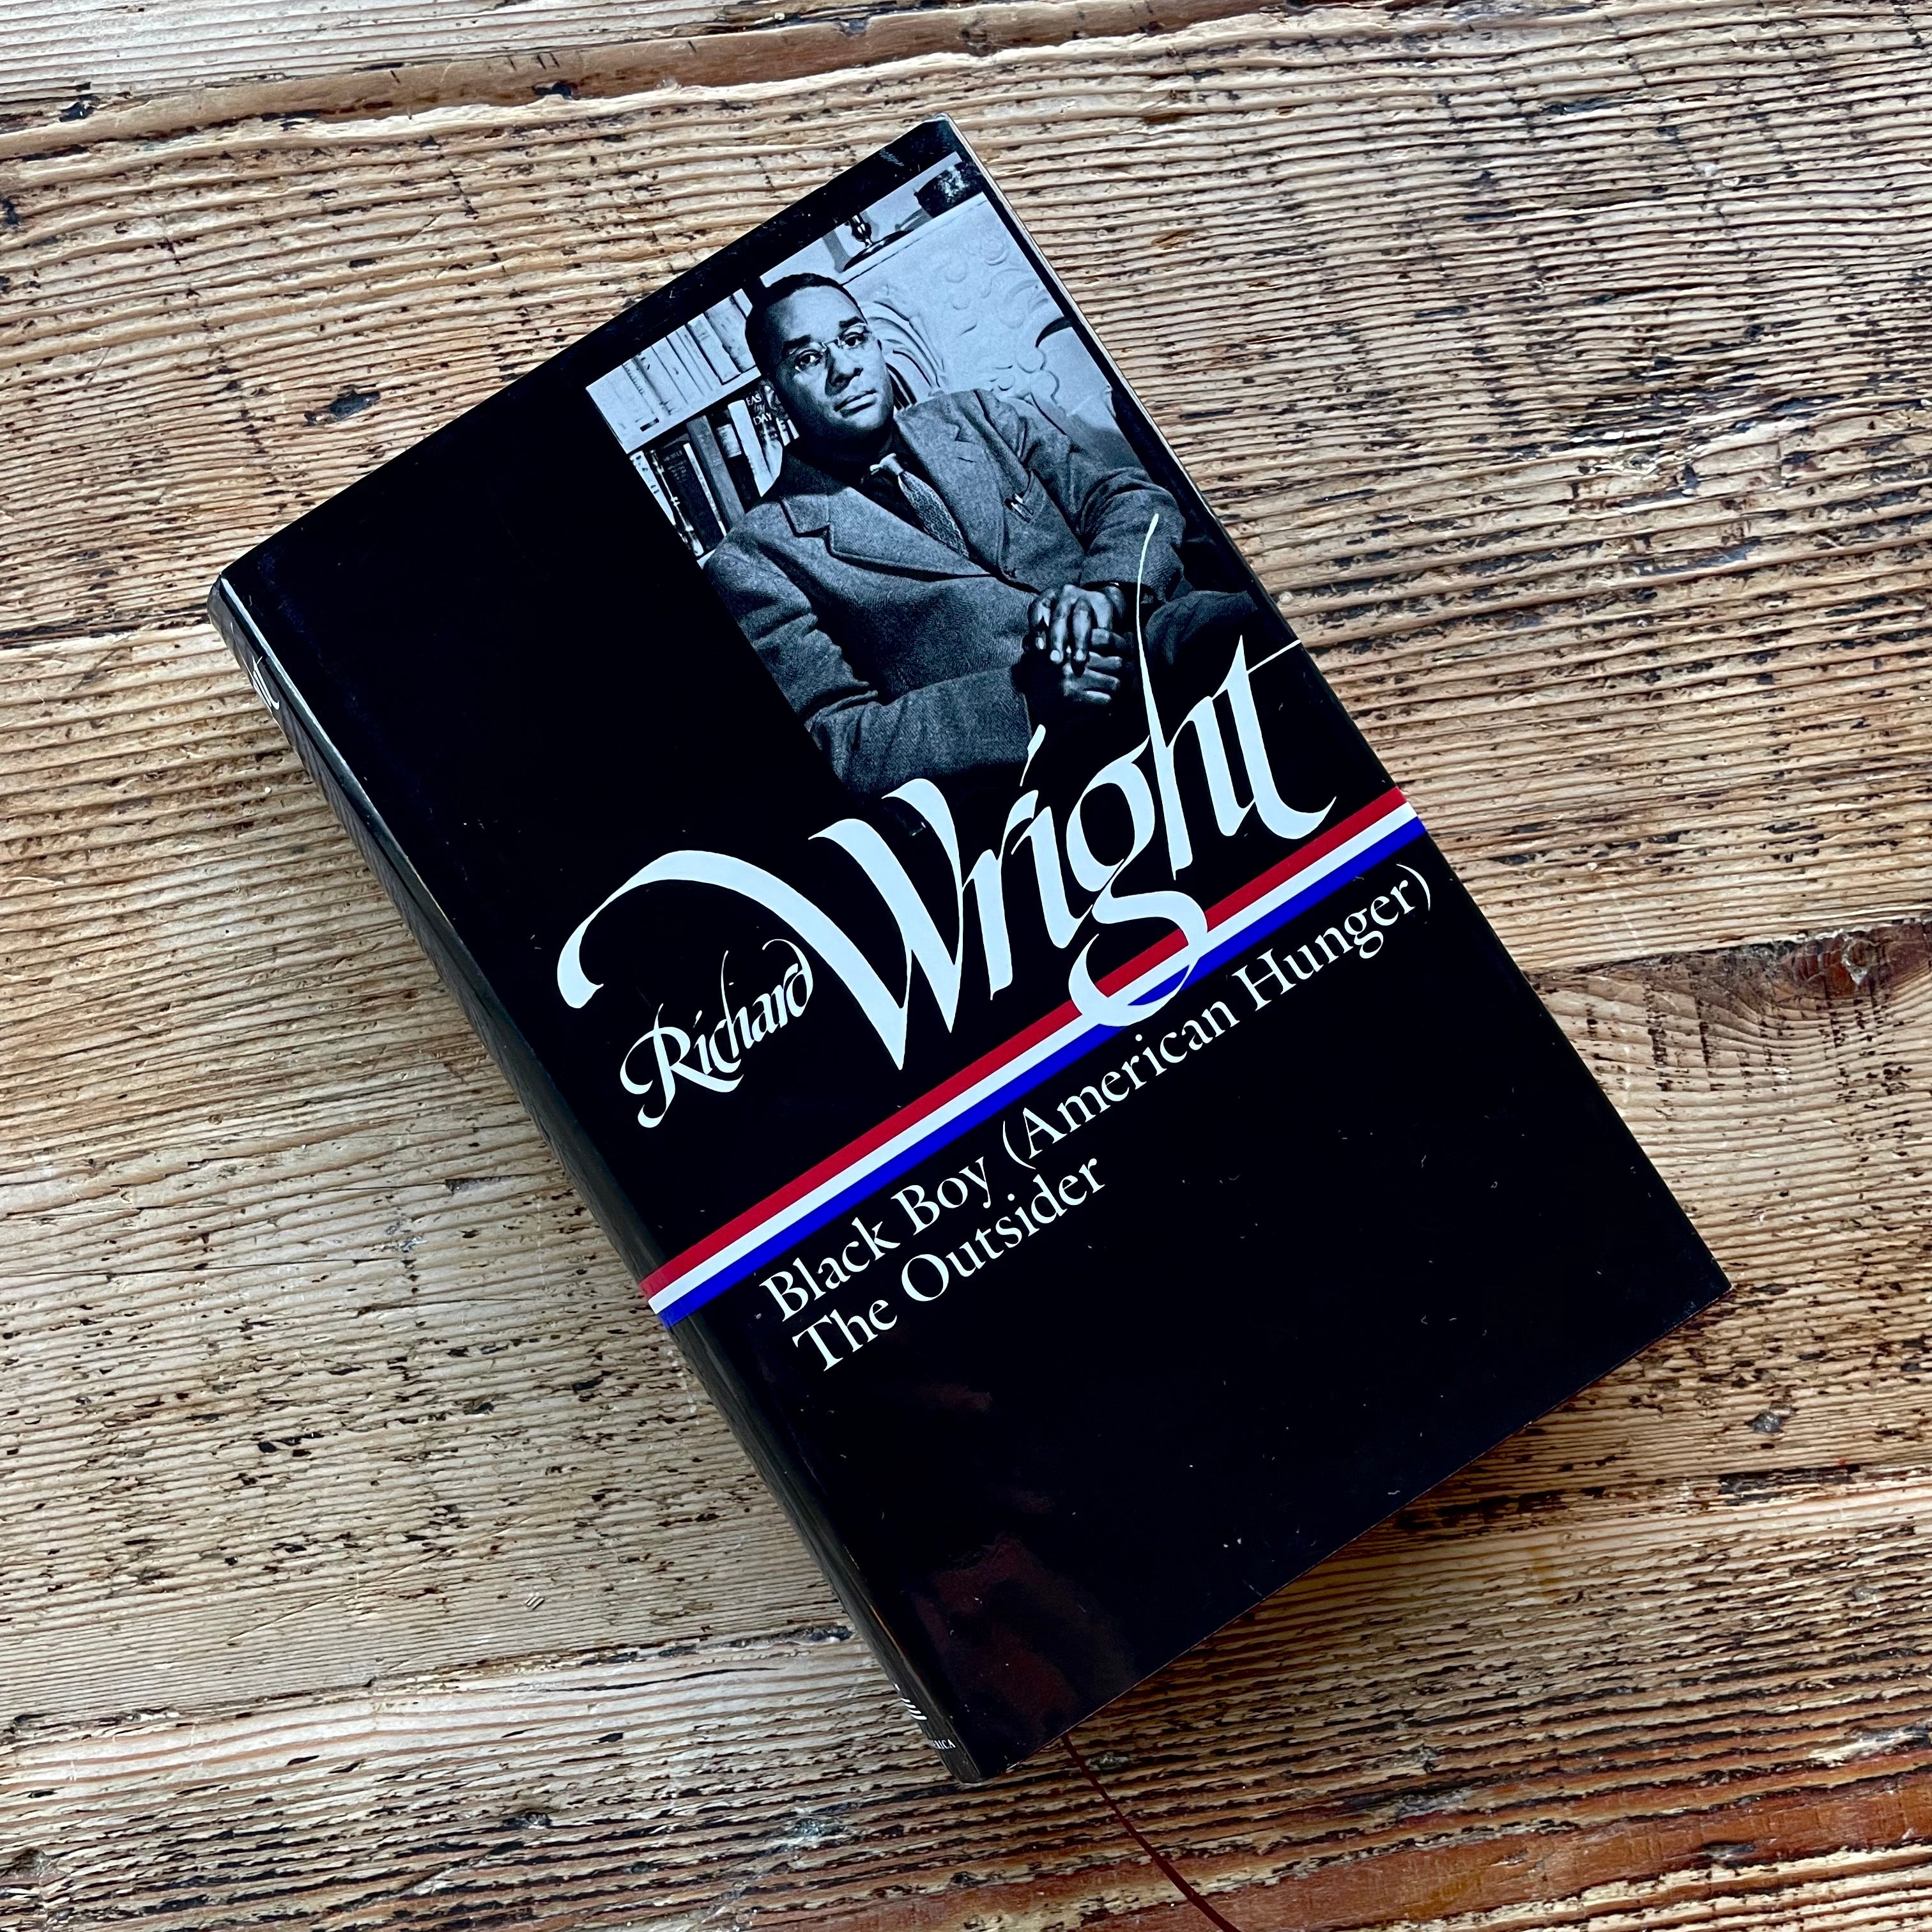 Richard Wright
Black Boy (American Hunger)
The Outsider